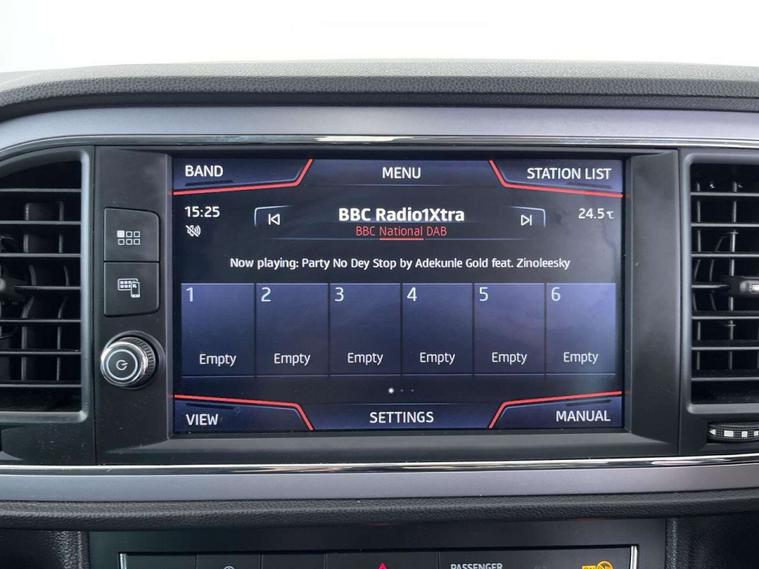 BAND MENU STATION LIST
15:25 BBC Radio1Xtra 24.5℃
BBC National DAB
Now playing: Party No Dey Stop by Adekunle Gold feat. Zinoleesky
1 2 3 4 5 6
Empty Empty Empty Empty Empty Empty
VIEW SETTINGS MANUAL
PASSENGER